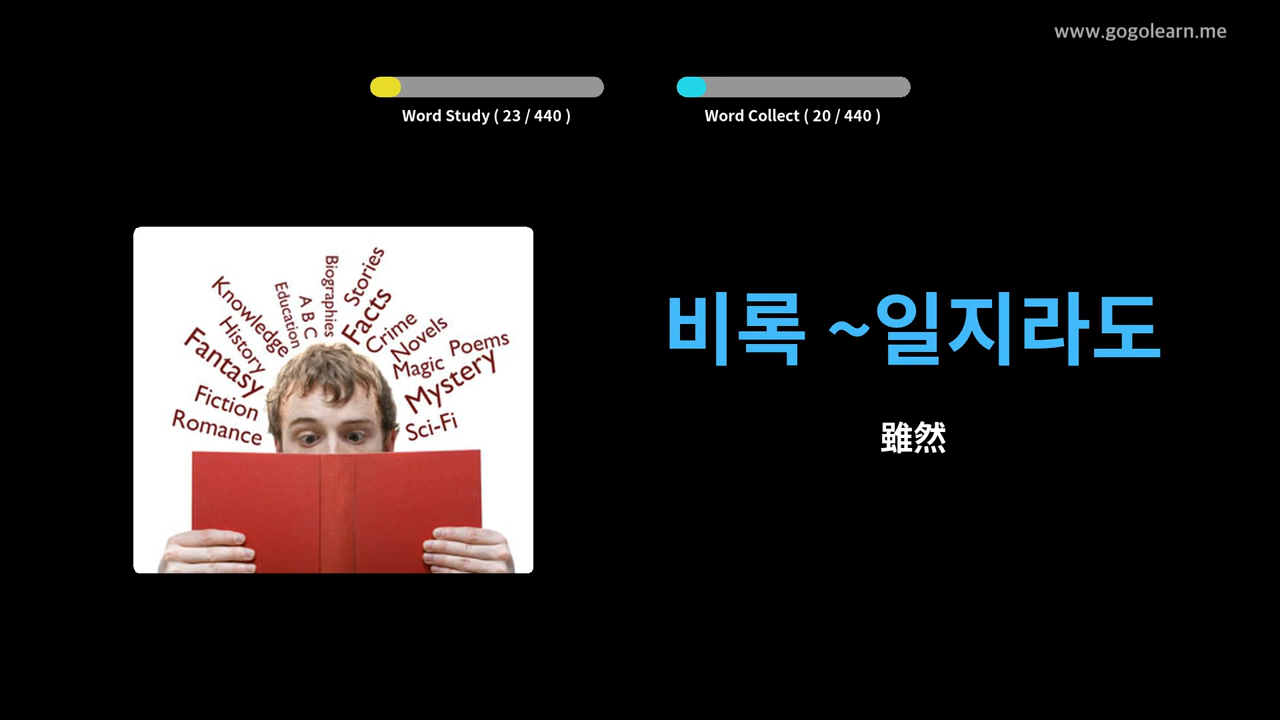 www.gogolearn.me
Word Study ( 23 / 440 )
Word Collect ( 20 / 440 )
비록 ~일지라도
雖然
Knowledge
History
Fantasy
Fiction
Romance
Education
A B C
Biographies
Stories
Facts
Crime
Novels
Magic
Poems
Mystery
Sci-Fi